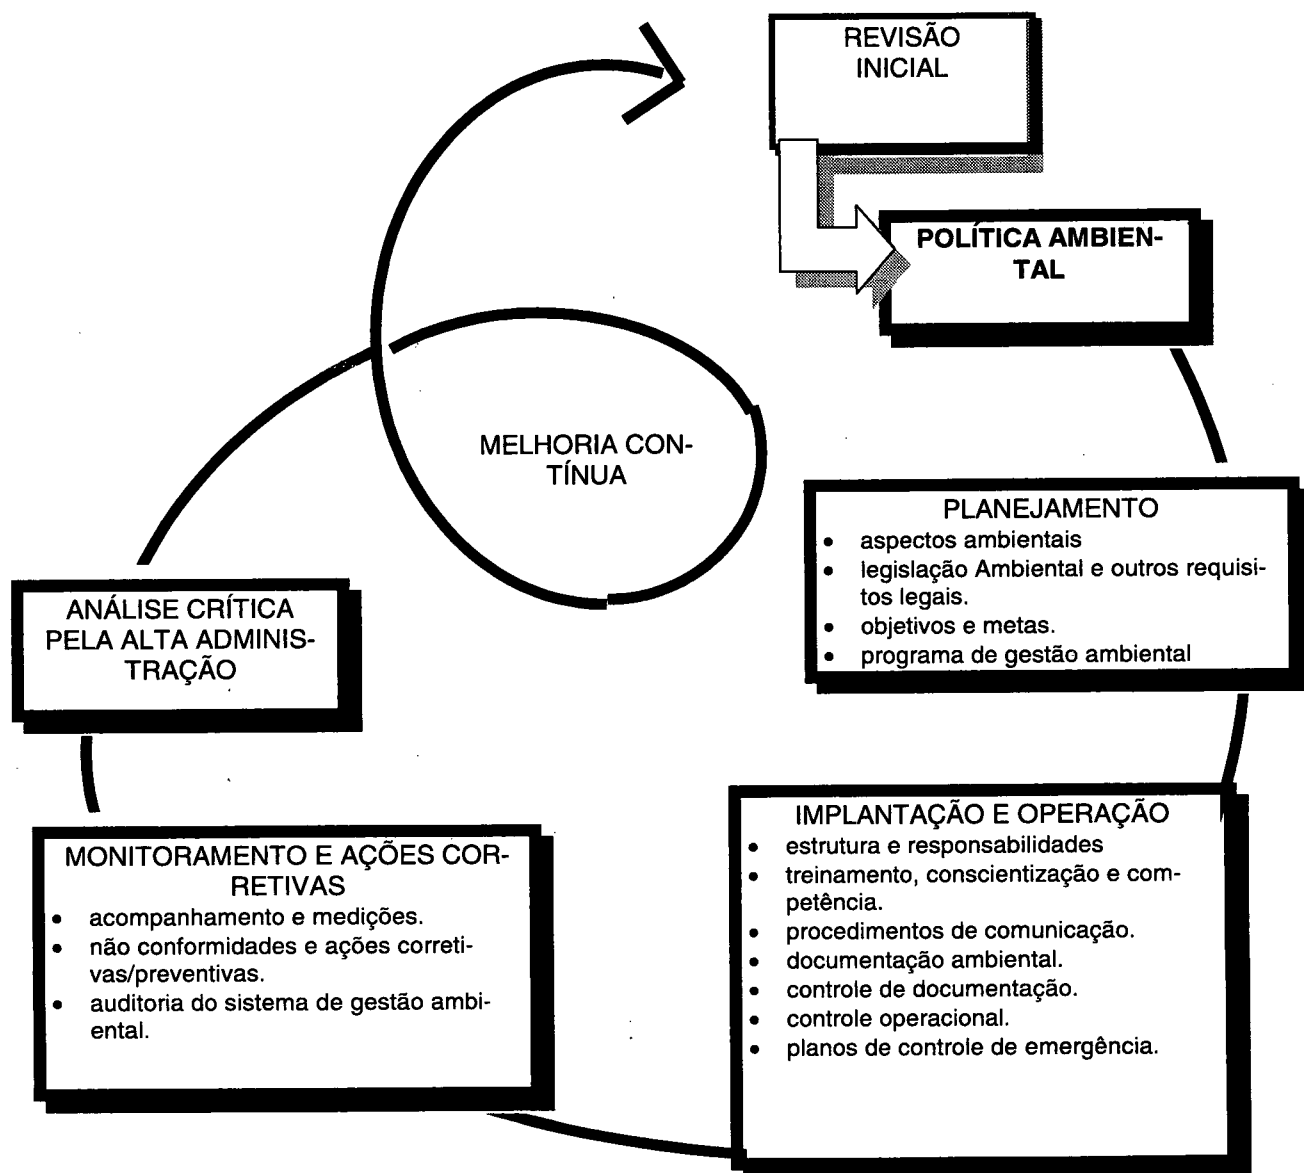 REVISÃO
INICIAL
POLÍTICA AMBIEN-
TAL
MELHORIA CON-
TÍNUA
PLANEJAMENTO
• aspectos ambientais
• legislação Ambiental e outros requisi-
tos legais.
• objetivos e metas.
• programa de gestão ambiental
ANÁLISE CRÍTICA
PELA ALTA ADMINIS-
TRAÇÃO
IMPLANTAÇÃO E OPERAÇÃO
• estrutura e responsabilidades
• treinamento, conscientização e com-
petência.
• procedimentos de comunicação.
• documentação ambiental.
• controle de documentação.
• controle operacional.
• planos de controle de emergência.
MONITORAMENTO E AÇÕES COR-
RETIVAS
• acompanhamento e medições.
• não conformidades e ações correti-
vas/preventivas.
• auditoria do sistema de gestão ambi-
ental.